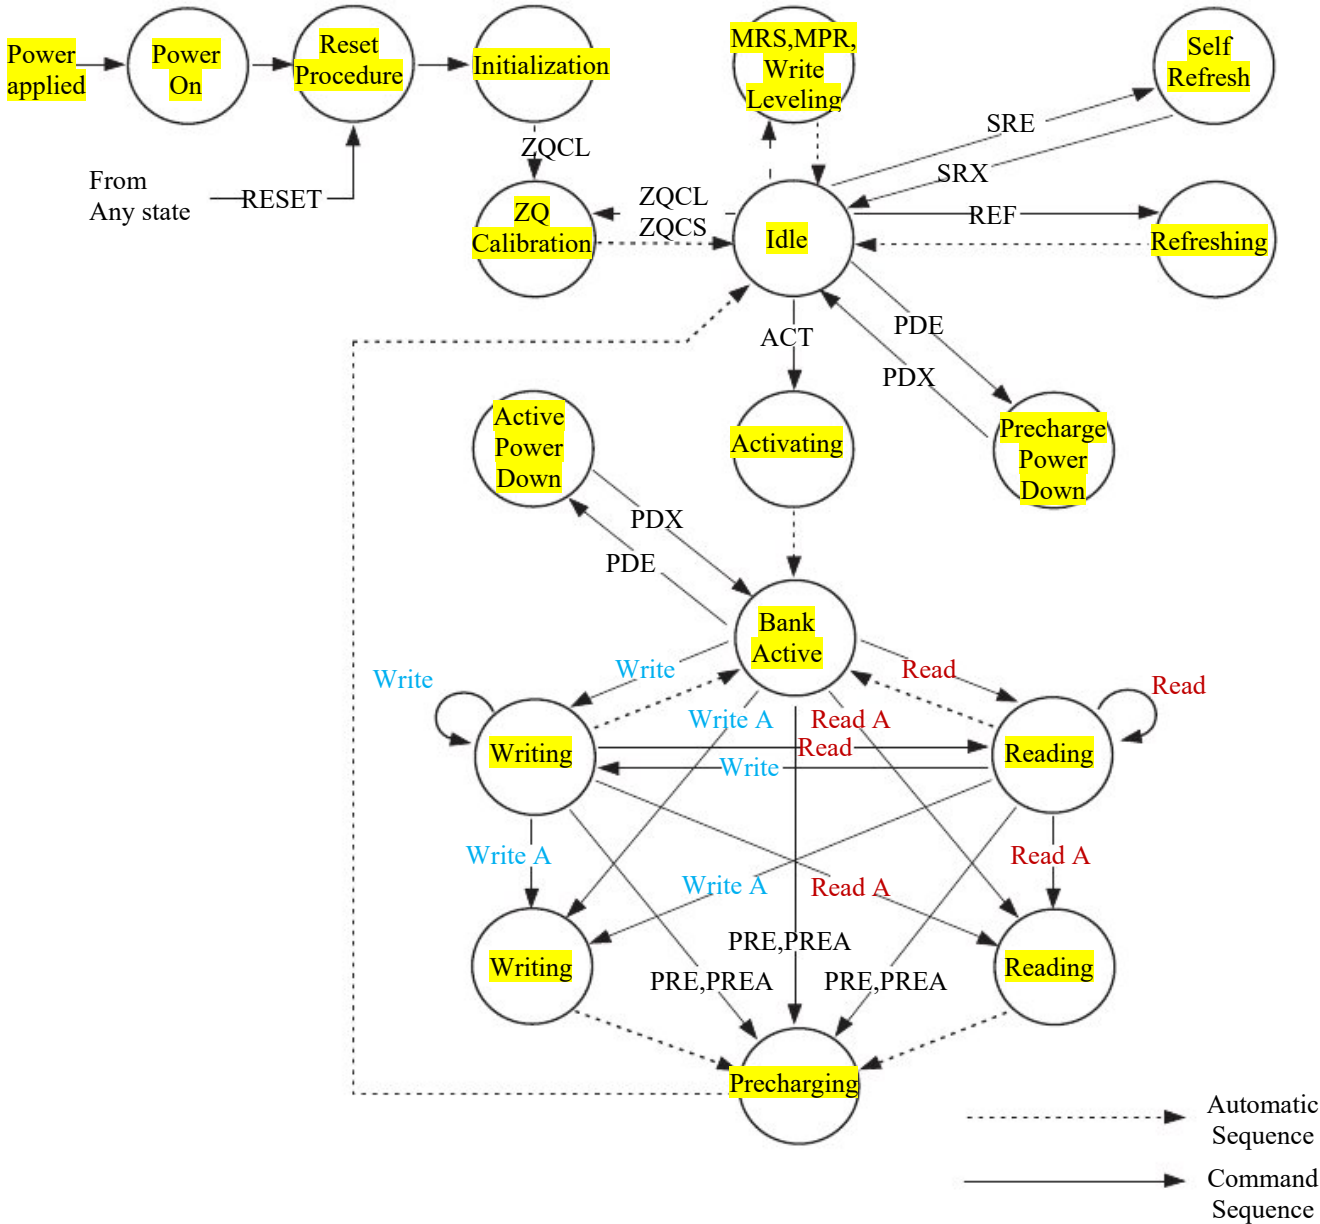 Power
applied
Power
On
Reset
Procedure
Initialization
MRS,MPR,
Write
Leveling
Self
Refresh
SRE
SRX
ZQCL
From
Any state
RESET
ZQ
Calibration
ZQCL
ZQCS
Idle
REF
Refreshing
ACT
PDE
PDX
Active
Power
Down
Activating
Precharge
Power
Down
PDX
PDE
Bank
Active
Write
Write
Read
Read
Write A
Read A
Writing
Read
Write
Reading
Write A
Read A
Write A
Read A
PRE,PREA
Writing
PRE,PREA
PRE,PREA
Reading
Precharging
Automatic
Sequence
Command
Sequence